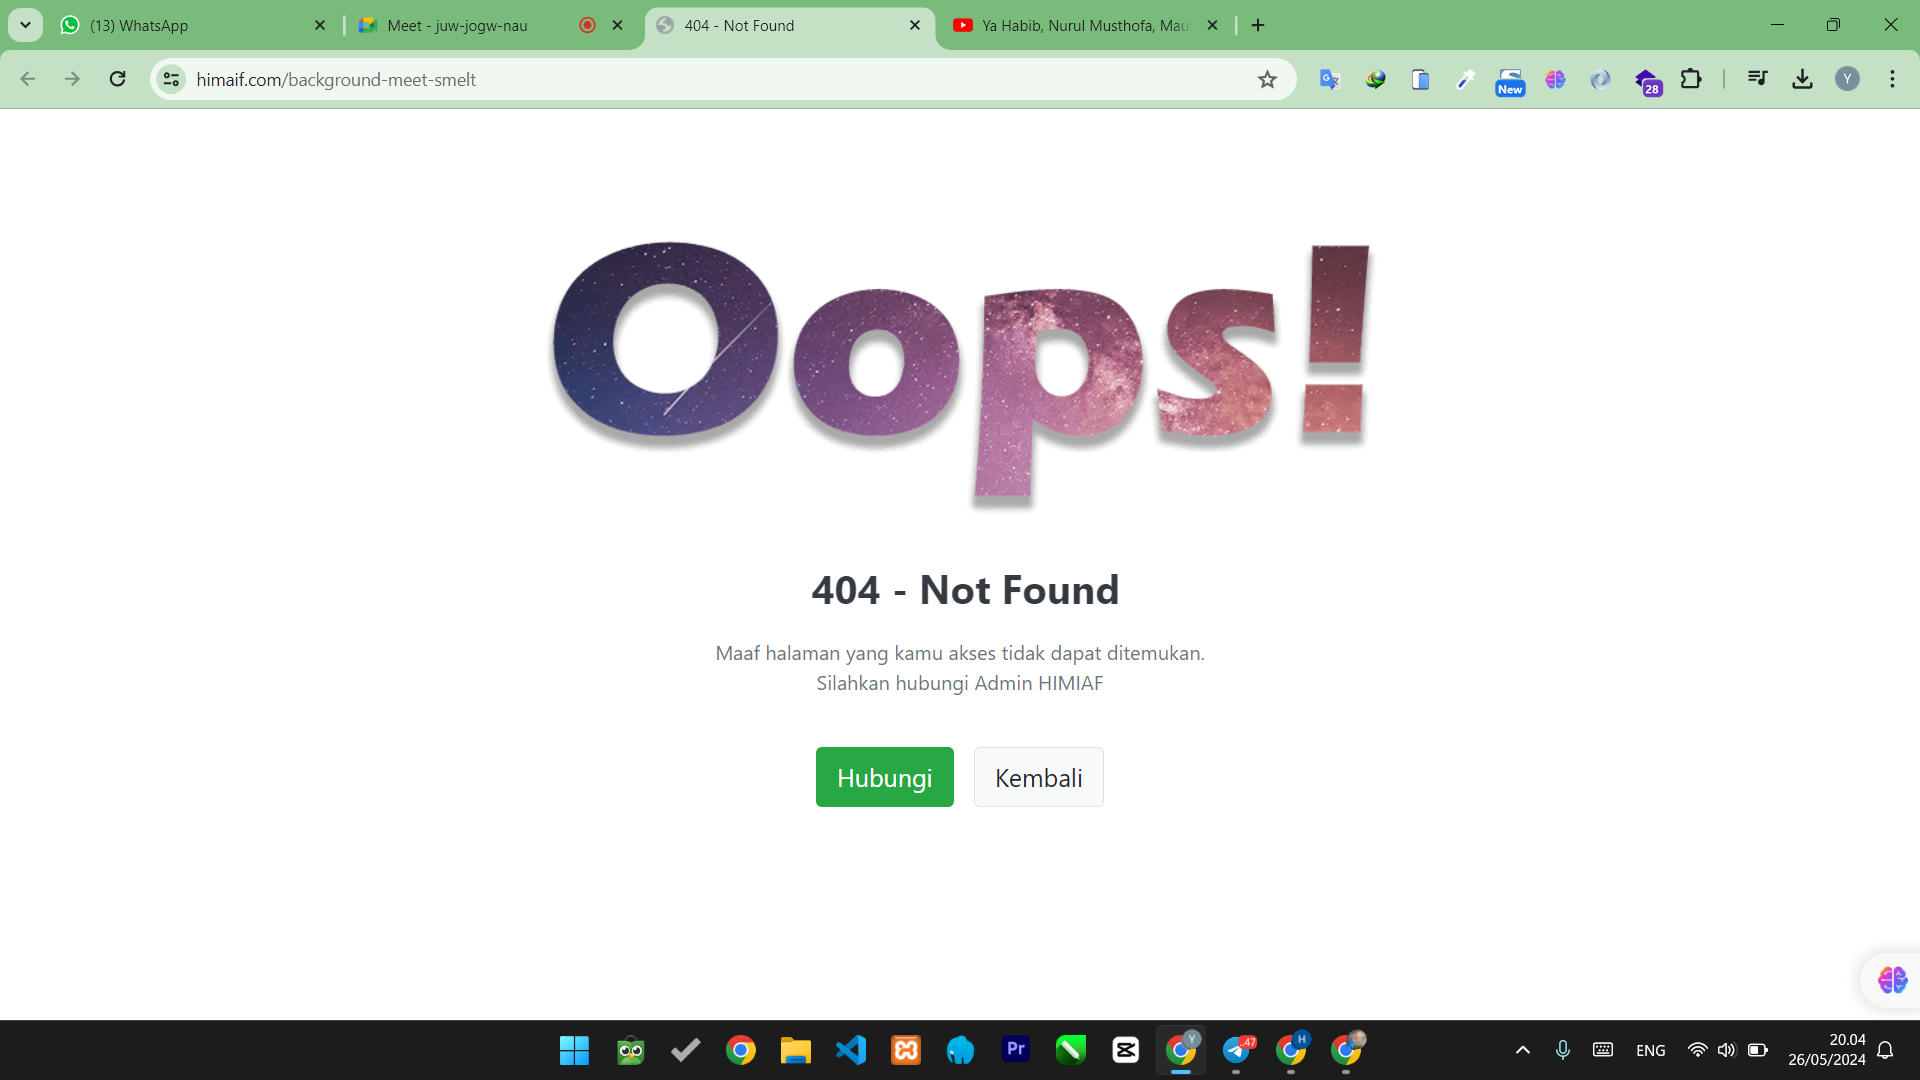 (13) WhatsApp
Meet - juw-jogw-nau
404 - Not Found
Ya Habib, Nurul Musthofa, Mau
himaif.com/background-meet-smelt
New
28
Y
Oops!
404 - Not Found
Maaf halaman yang kamu akses tidak dapat ditemukan.
Silahkan hubungi Admin HIMIAF
Hubungi
Kembali
Pr
Y
47
H
ENG
20.04
26/05/2024